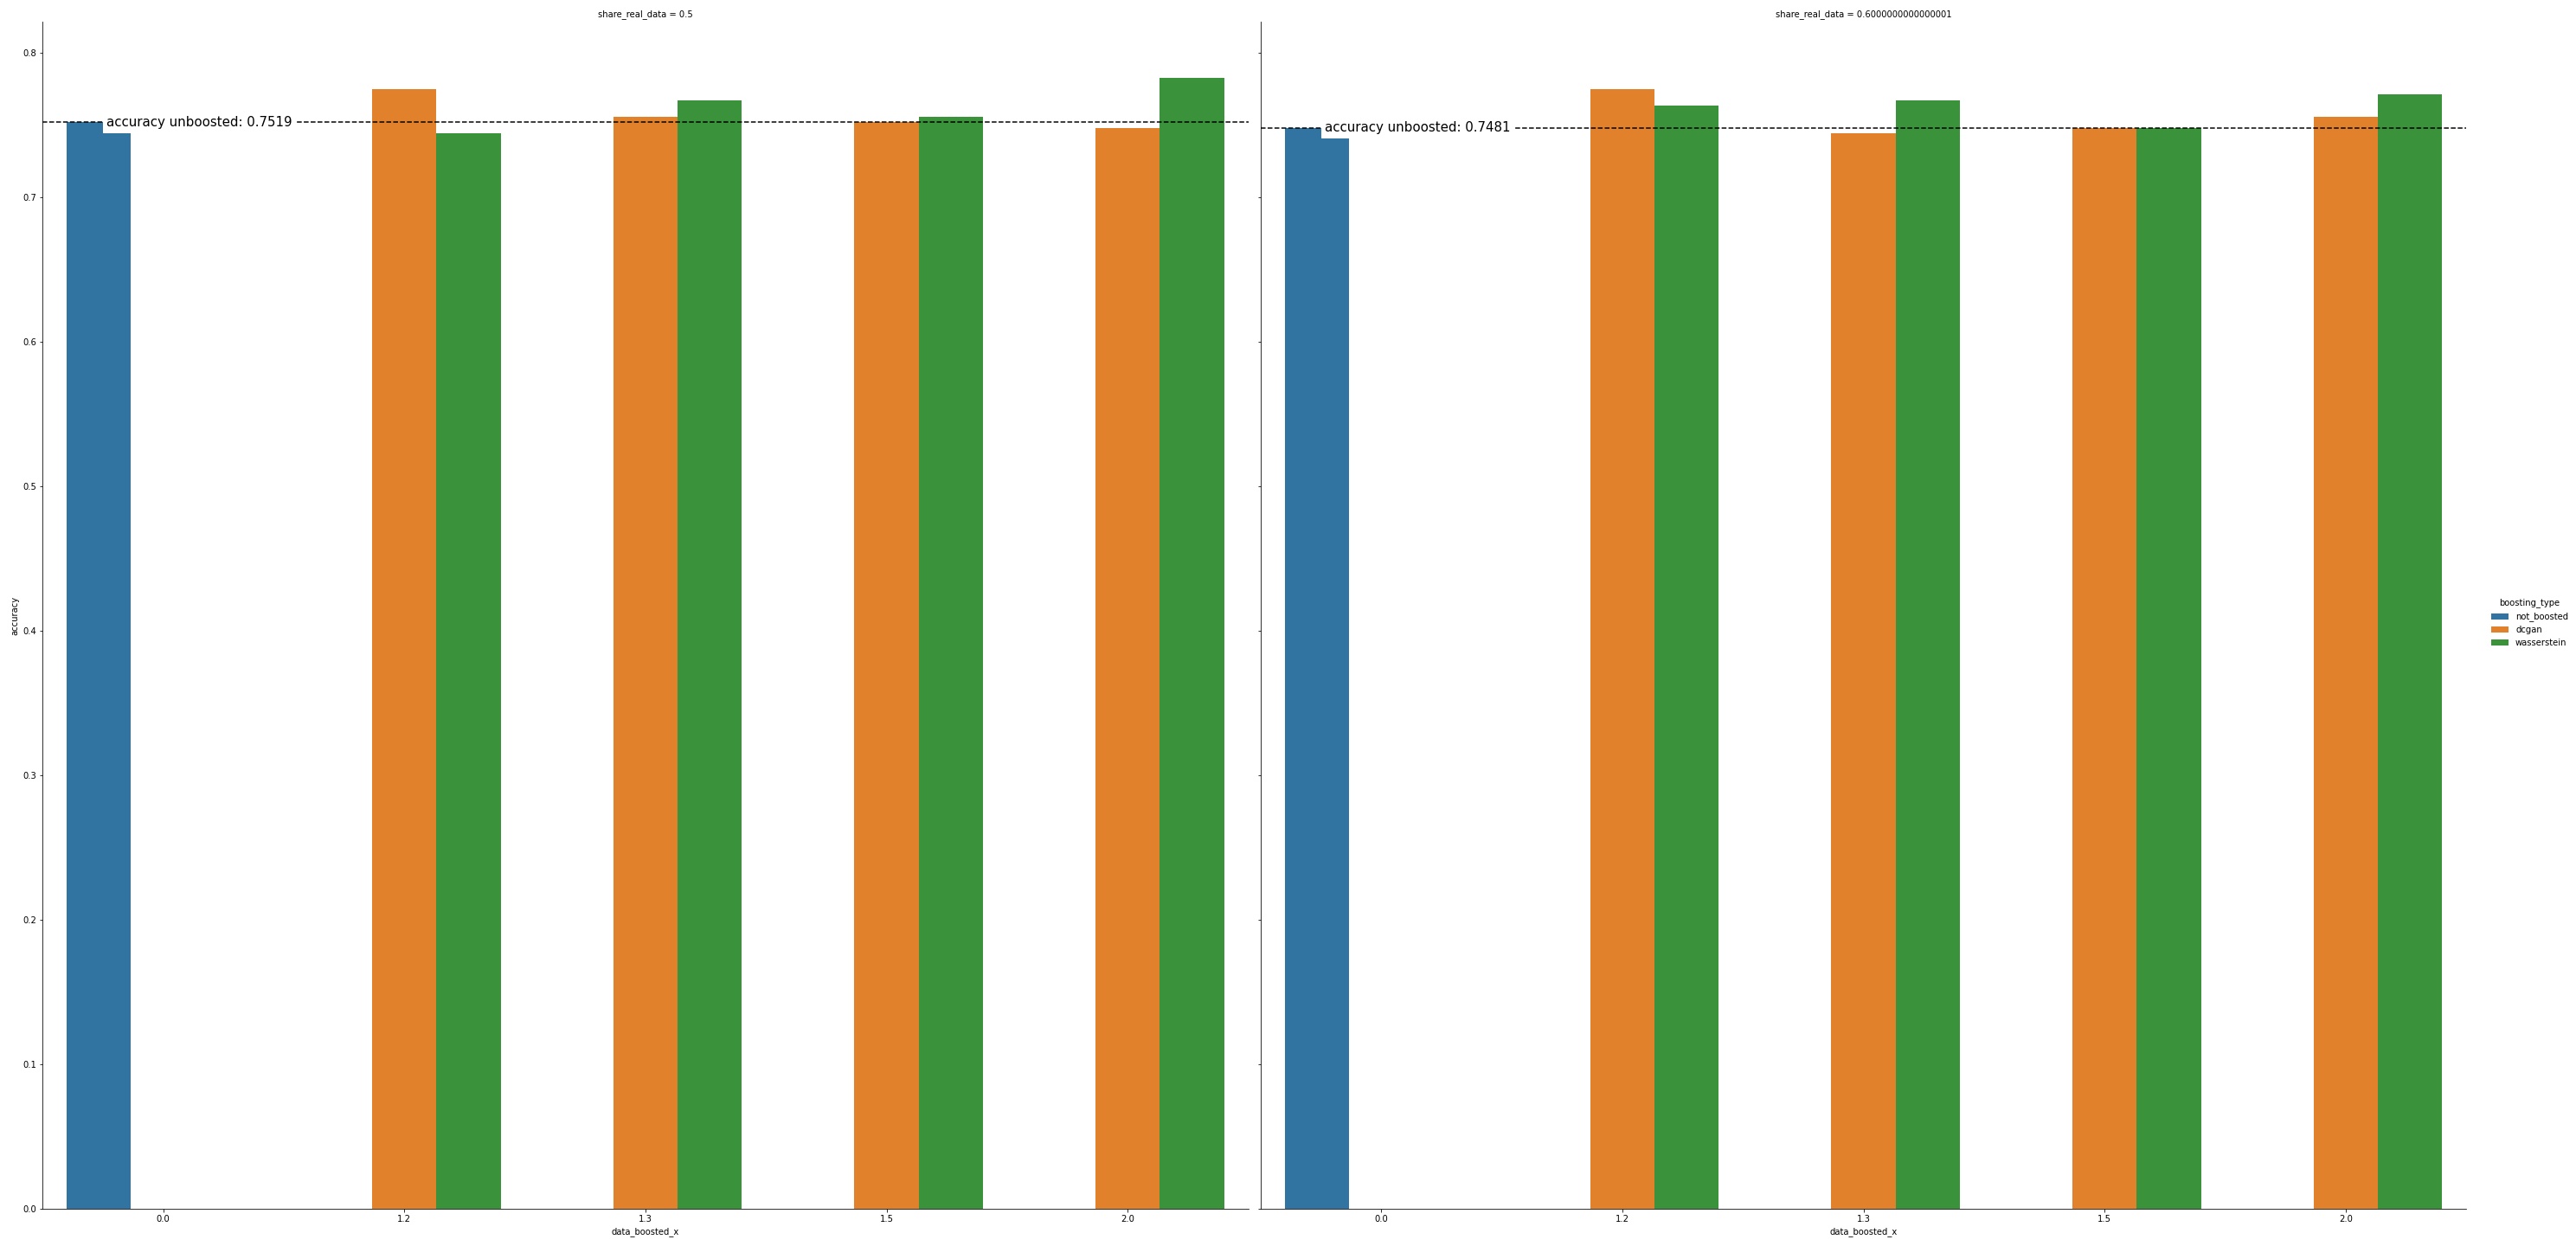 share_real_data = 0.5
share_real_data = 0.6000000000000001
0.8
0.7
0.6
0.5
0.4
0.3
0.2
0.1
0.0
accuracy
accuracy unboosted: 0.7519
accuracy unboosted: 0.7481
0.0 1.2 1.3 1.5 2.0
data_boosted_x
0.0 1.2 1.3 1.5 2.0
data_boosted_x
boosting_type
not_boosted
dcgan
wasserstein